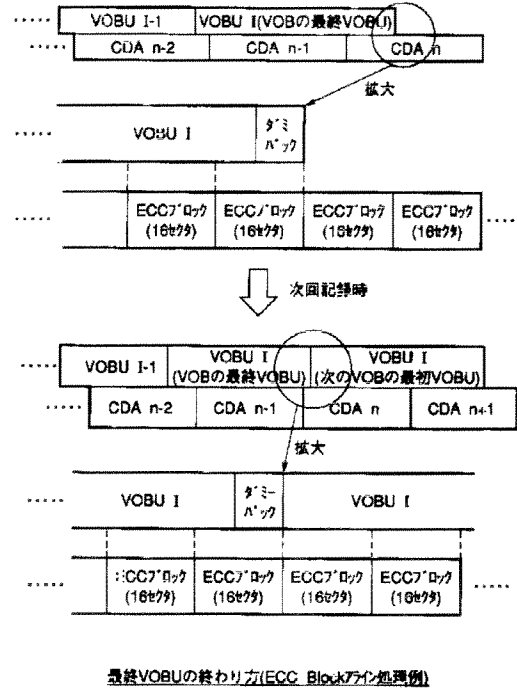 ..... VOBU I-1 VOBU I(VOBの最終VOBU)
..... CDA n-2 CDA n-1 CDA n
拡大
..... VOBU I ダミ
パック
..... ECCブロック ECCブロック ECCブロック ECCブロック .....
(16セクタ) (16セクタ) (16セクタ) (16セクタ)
次回記録時
..... VOBU I-1 VOBU I VOBU I
(VOBの最終VOBU) (次のVOBの最初VOBU)
..... CDA n-2 CDA n-1 CDA n CDA n+1
拡大
..... VOBU I ダミー VOBU I
パック
..... ECCブロック ECCブロック ECCブロック ECCブロック .....
(16セクタ) (16セクタ) (16セクタ) (16セクタ)
最終VOBUの終わり方(ECC Blockアライン処理例)